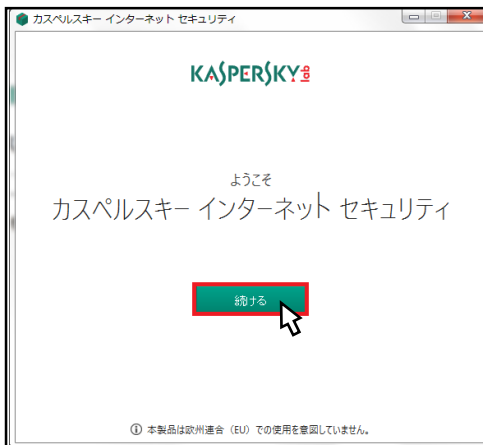 カスペルスキー インターネット セキュリティ
KASPERSKY lab
ようこそ
カスペルスキー インターネット セキュリティ
続ける
本製品は欧州連合（EU）での使用を意図していません。